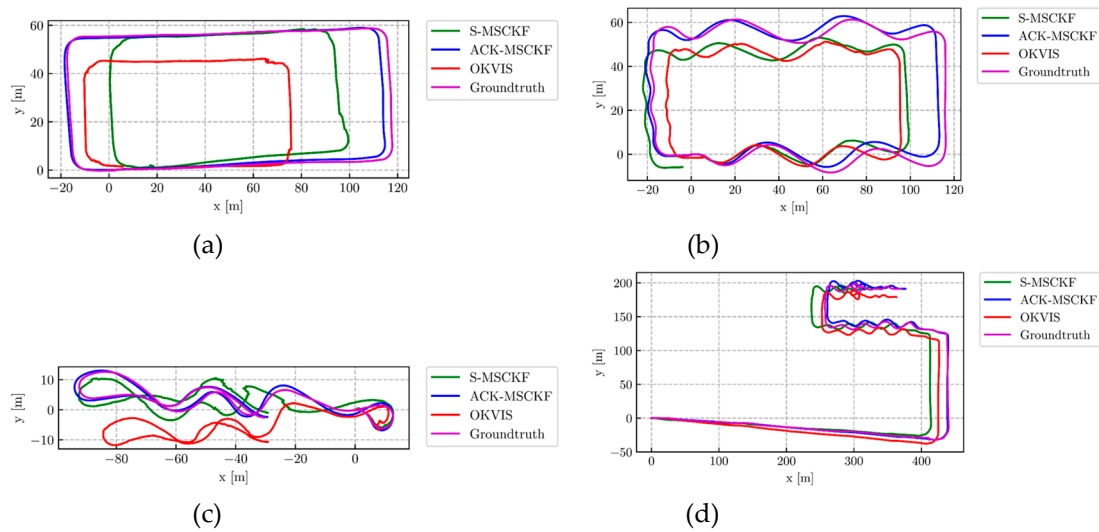 60
40
20
0
−20
0
20
40
60
80
100
120
x [m]
y [m]
S-MSCKF
ACK-MSCKF
OKVIS
Groundtruth
(a)
60
40
20
0
−20
0
20
40
60
80
100
120
x [m]
y [m]
S-MSCKF
ACK-MSCKF
OKVIS
Groundtruth
(b)
10
0
−10
−80
−60
−40
−20
0
x [m]
y [m]
S-MSCKF
ACK-MSCKF
OKVIS
Groundtruth
(c)
200
150
100
50
0
−50
0
100
200
300
400
x [m]
y [m]
S-MSCKF
ACK-MSCKF
OKVIS
Groundtruth
(d)